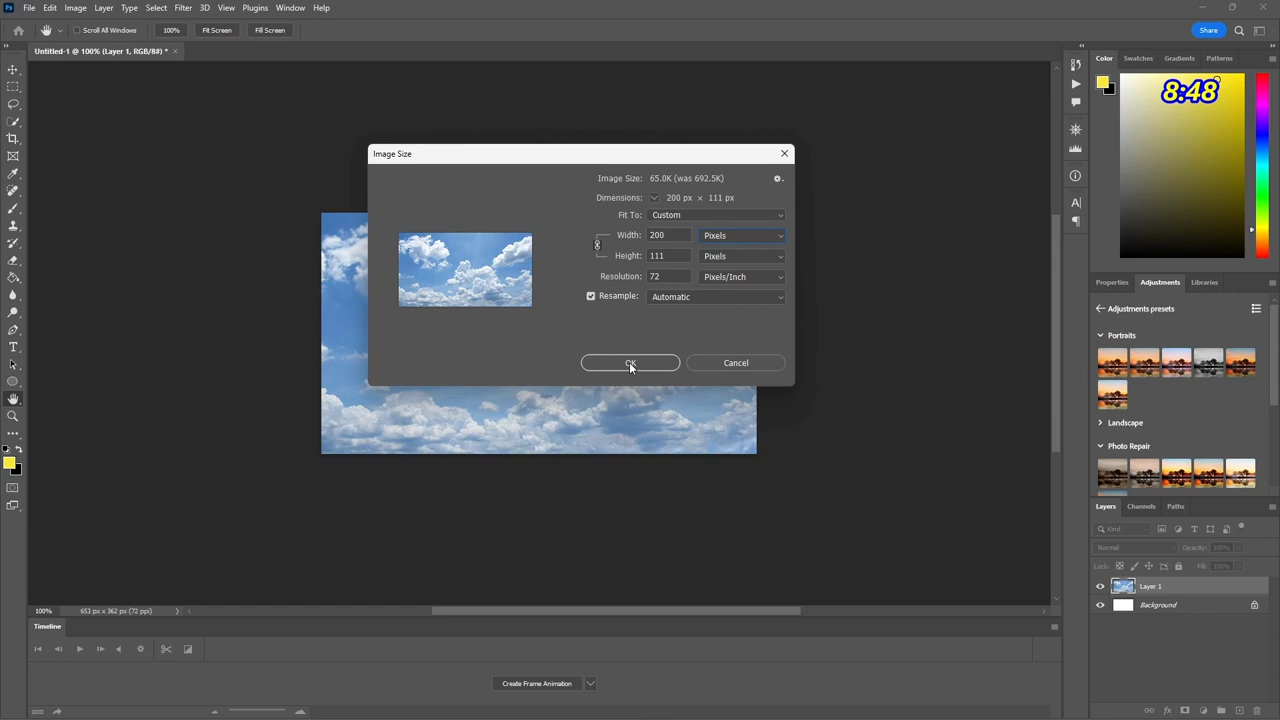 Ps File Edit Image Layer Type Select Filter 3D View Plugins Window Help
Scroll All Windows 100% Fit Screen Fill Screen Share
Untitled-1 @ 100% (Layer 1, RGB/8#) * ×
Color Swatches Gradients Patterns
8:48
Image Size
Image Size: 65.0K (was 692.5K)
Dimensions: 200 px × 111 px
Fit To: Custom
Width: 200 Pixels
Height: 111 Pixels
Resolution: 72 Pixels/Inch
Resample: Automatic
OK Cancel
Properties Adjustments Libraries
Adjustments presets
Portraits
Landscape
Photo Repair
Layers Channels Paths
Kind
Normal Opacity: 100%
Lock: Fill: 100%
Layer 1
Background
100% 653 px x 362 px (72 ppi)
Timeline
Create Frame Animation